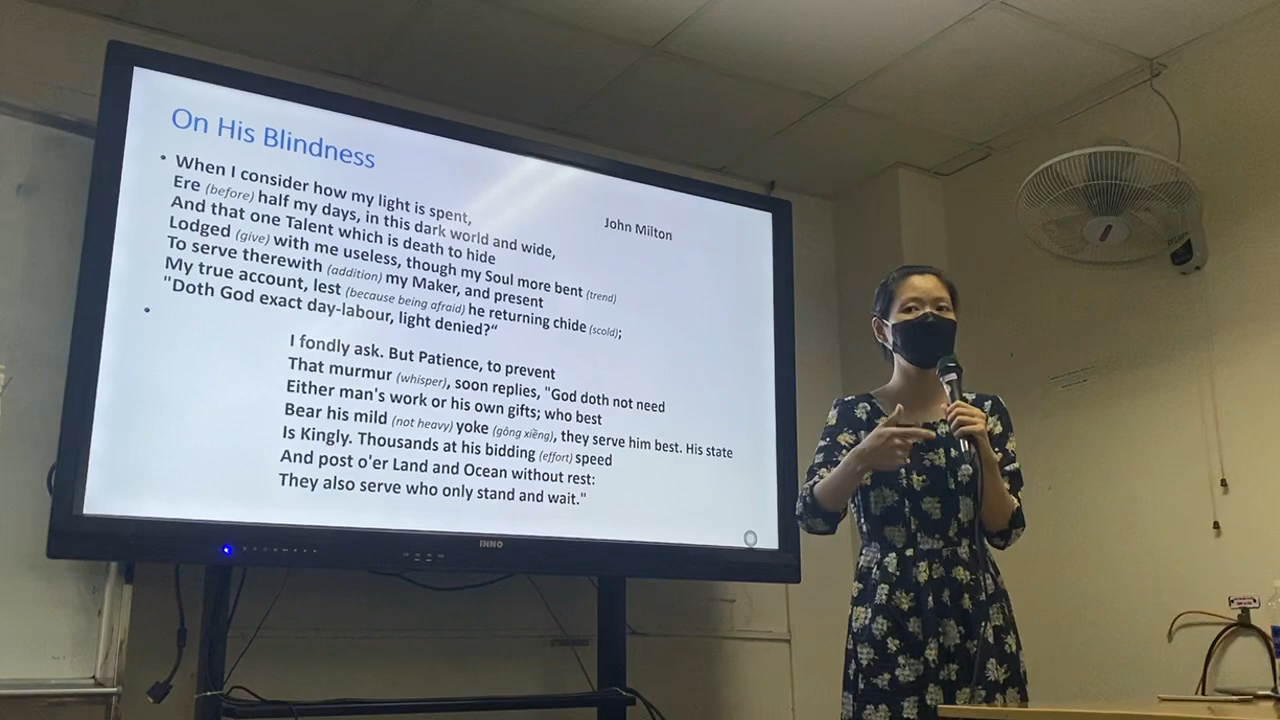 On His Blindness
• When I consider how my light is spent,
Ere (before) half my days, in this dark world and wide,
John Milton
And that one Talent which is death to hide
Lodged (give) with me useless, though my Soul more bent (trend)
To serve therewith (addition) my Maker, and present
My true account, lest (because being afraid) he returning chide (scold);
"Doth God exact day-labour, light denied?“
•
I fondly ask. But Patience, to prevent
That murmur (whisper), soon replies, "God doth not need
Either man's work or his own gifts; who best
Bear his mild (not heavy) yoke (gông xiềng), they serve him best. His state
Is Kingly. Thousands at his bidding (effort) speed
And post o'er Land and Ocean without rest:
They also serve who only stand and wait."
INNO